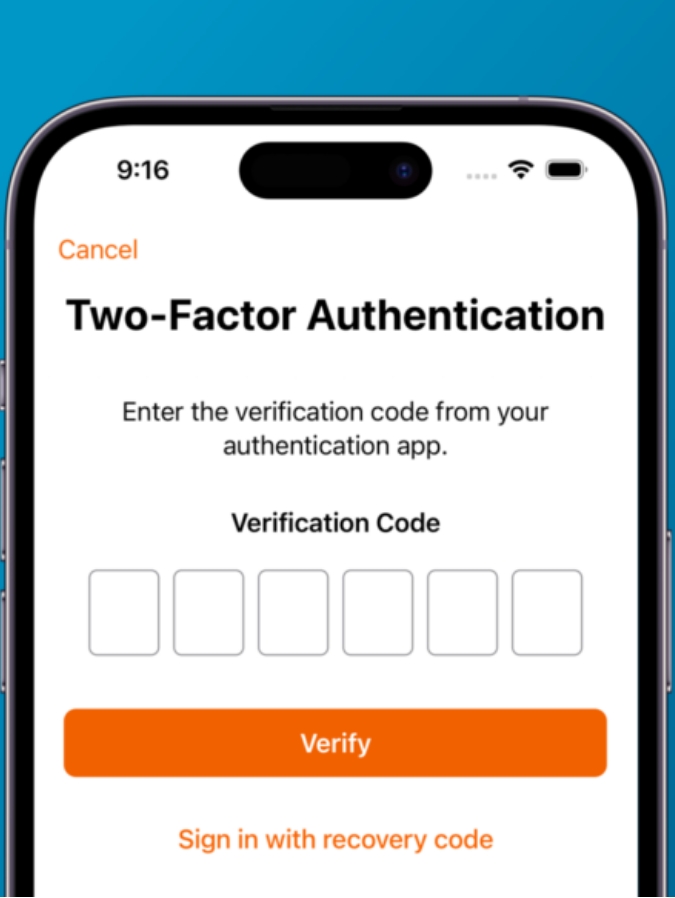 9:16
Cancel
Two-Factor Authentication
Enter the verification code from your
authentication app.
Verification Code
Verify
Sign in with recovery code